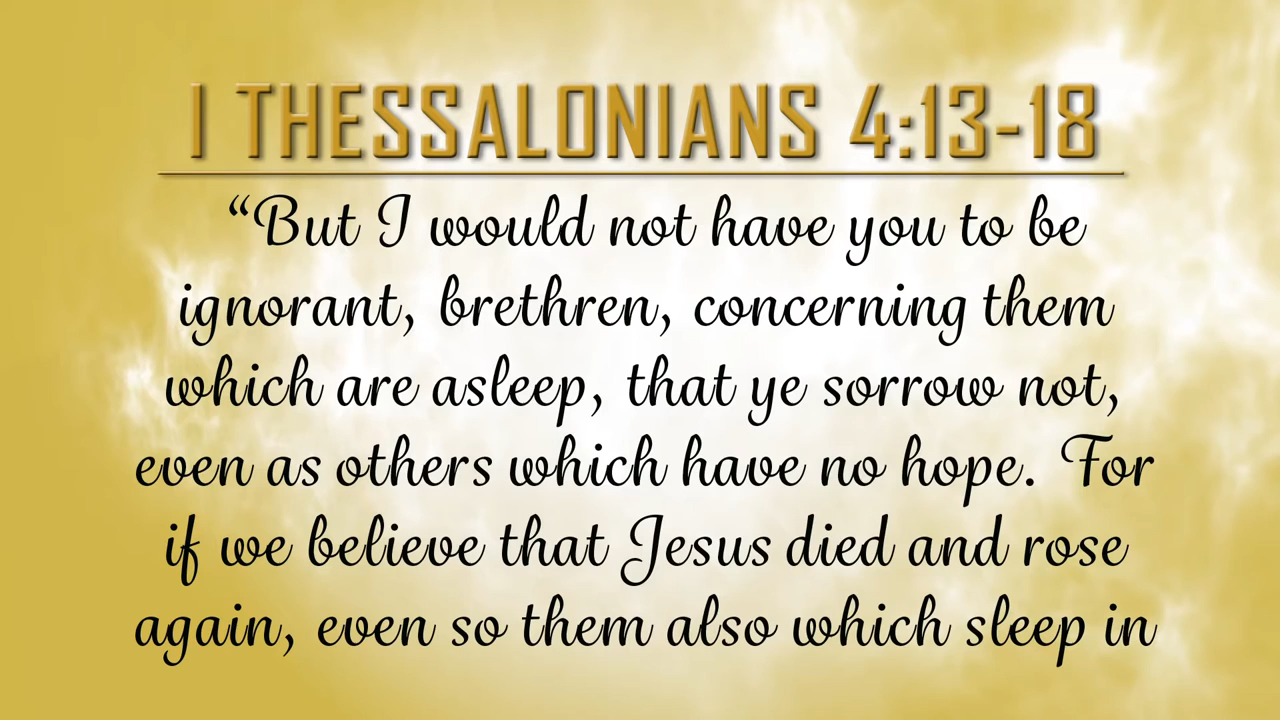 I THESSALONIANS 4:13-18
“But I would not have you to be
ignorant, brethren, concerning them
which are asleep, that ye sorrow not,
even as others which have no hope. For
if we believe that Jesus died and rose
again, even so them also which sleep in